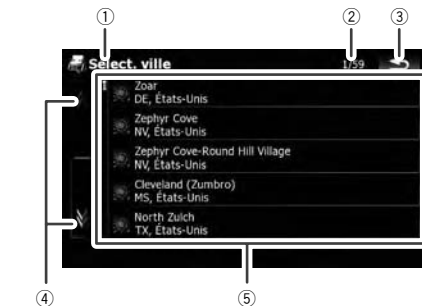 ① ② ③
Select. ville 1/59
Zoar
DE, États-Unis
Zephyr Cove
NV, États-Unis
Zephyr Cove-Round Hill Village
NV, États-Unis
Cleveland (Zumbro)
MS, États-Unis
North Zulch
TX, États-Unis
④ ⑤